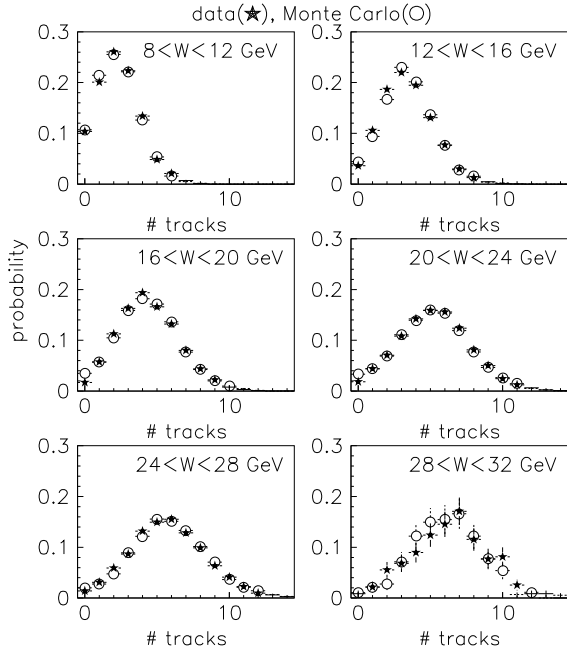 data(★), Monte Carlo(○)
8<W<12 GeV
0.3
0.2
0.1
0
0
10
# tracks
12<W<16 GeV
0.3
0.2
0.1
0
0
10
# tracks
probability
16<W<20 GeV
0.3
0.2
0.1
0
0
10
# tracks
20<W<24 GeV
0.3
0.2
0.1
0
0
10
# tracks
24<W<28 GeV
0.3
0.2
0.1
0
0
10
# tracks
28<W<32 GeV
0.3
0.2
0.1
0
0
10
# tracks